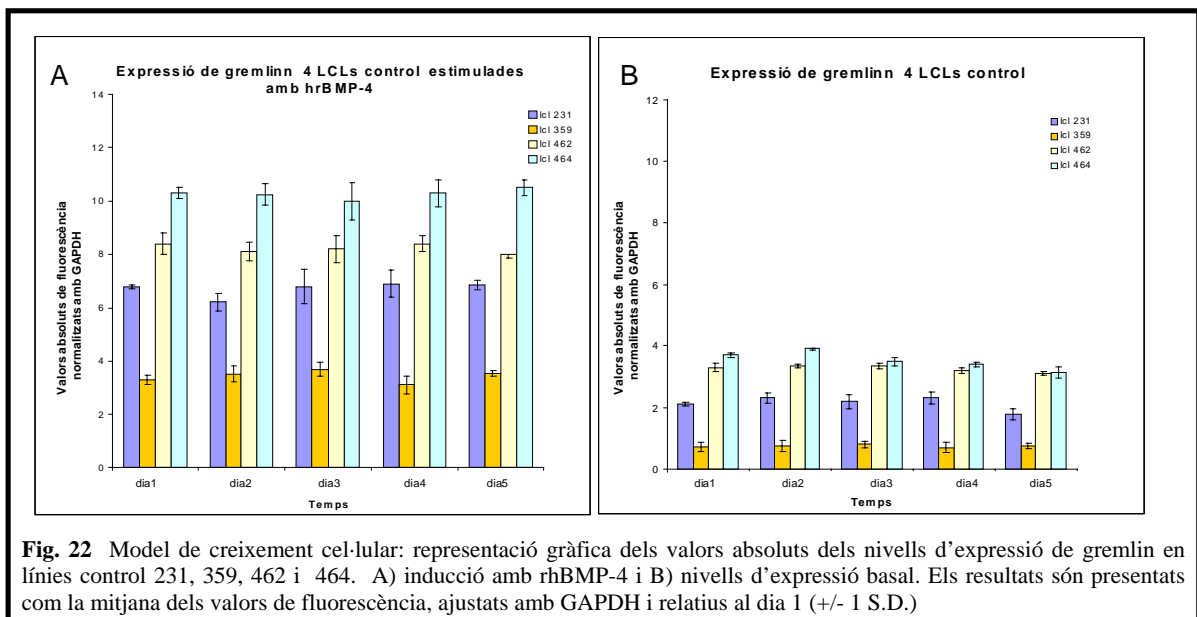 A
Expressió de gremlinn 4 LCLs control estimulades
amb hrBMP-4
14
12
10
8
6
4
2
0
Valors absoluts de fluorescència
normalitzats amb GAPDH
lcl 231
lcl 359
lcl 462
lcl 464
dia1 dia2 dia3 dia4 dia5
Temps
B
Expressió de gremlinn 4 LCLs control
12
10
8
6
4
2
0
Valors absoluts de fluorescència
normalitzats amb GAPDH
lcl 231
lcl 359
lcl 462
lcl 464
dia1 dia2 dia3 dia4 dia5
Temps
Fig. 22 Model de creixement cel·lular: representació gràfica dels valors absoluts dels nivells d'expressió de gremlin en
línies control 231, 359, 462 i 464. A) inducció amb rhBMP-4 i B) nivells d'expressió basal. Els resultats són presentats
com la mitjana dels valors de fluorescència, ajustats amb GAPDH i relatius al dia 1 (+/- 1 S.D.)